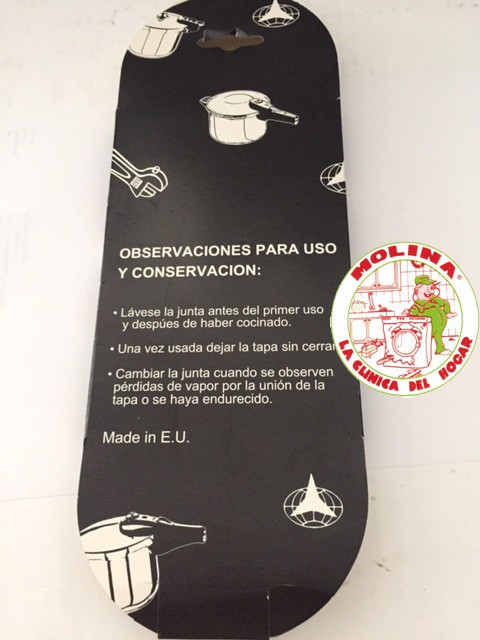 OBSERVACIONES PARA USO
Y CONSERVACION:
• Lávese la junta antes del primer uso
y despúes de haber cocinado.
• Una vez usada dejar la tapa sin cerrar
• Cambiar la junta cuando se observen
pérdidas de vapor por la unión de la
tapa o se haya endurecido.
Made in E.U.
MOLINA®
LA CLINICA DEL HOGAR